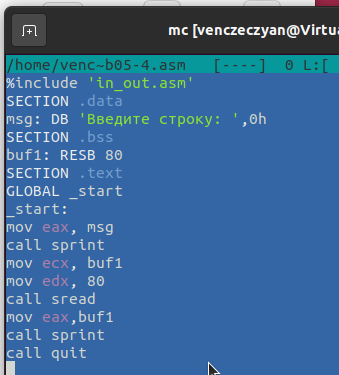 mc [venczeczyan@Virtu
/home/venc~b05-4.asm [----] 0 L:[
%include 'in_out.asm'
SECTION .data
msg: DB 'Введите строку: ',0h
SECTION .bss
buf1: RESB 80
SECTION .text
GLOBAL _start
_start:
mov eax, msg
call sprint
mov ecx, buf1
mov edx, 80
call sread
mov eax,buf1
call sprint
call quit